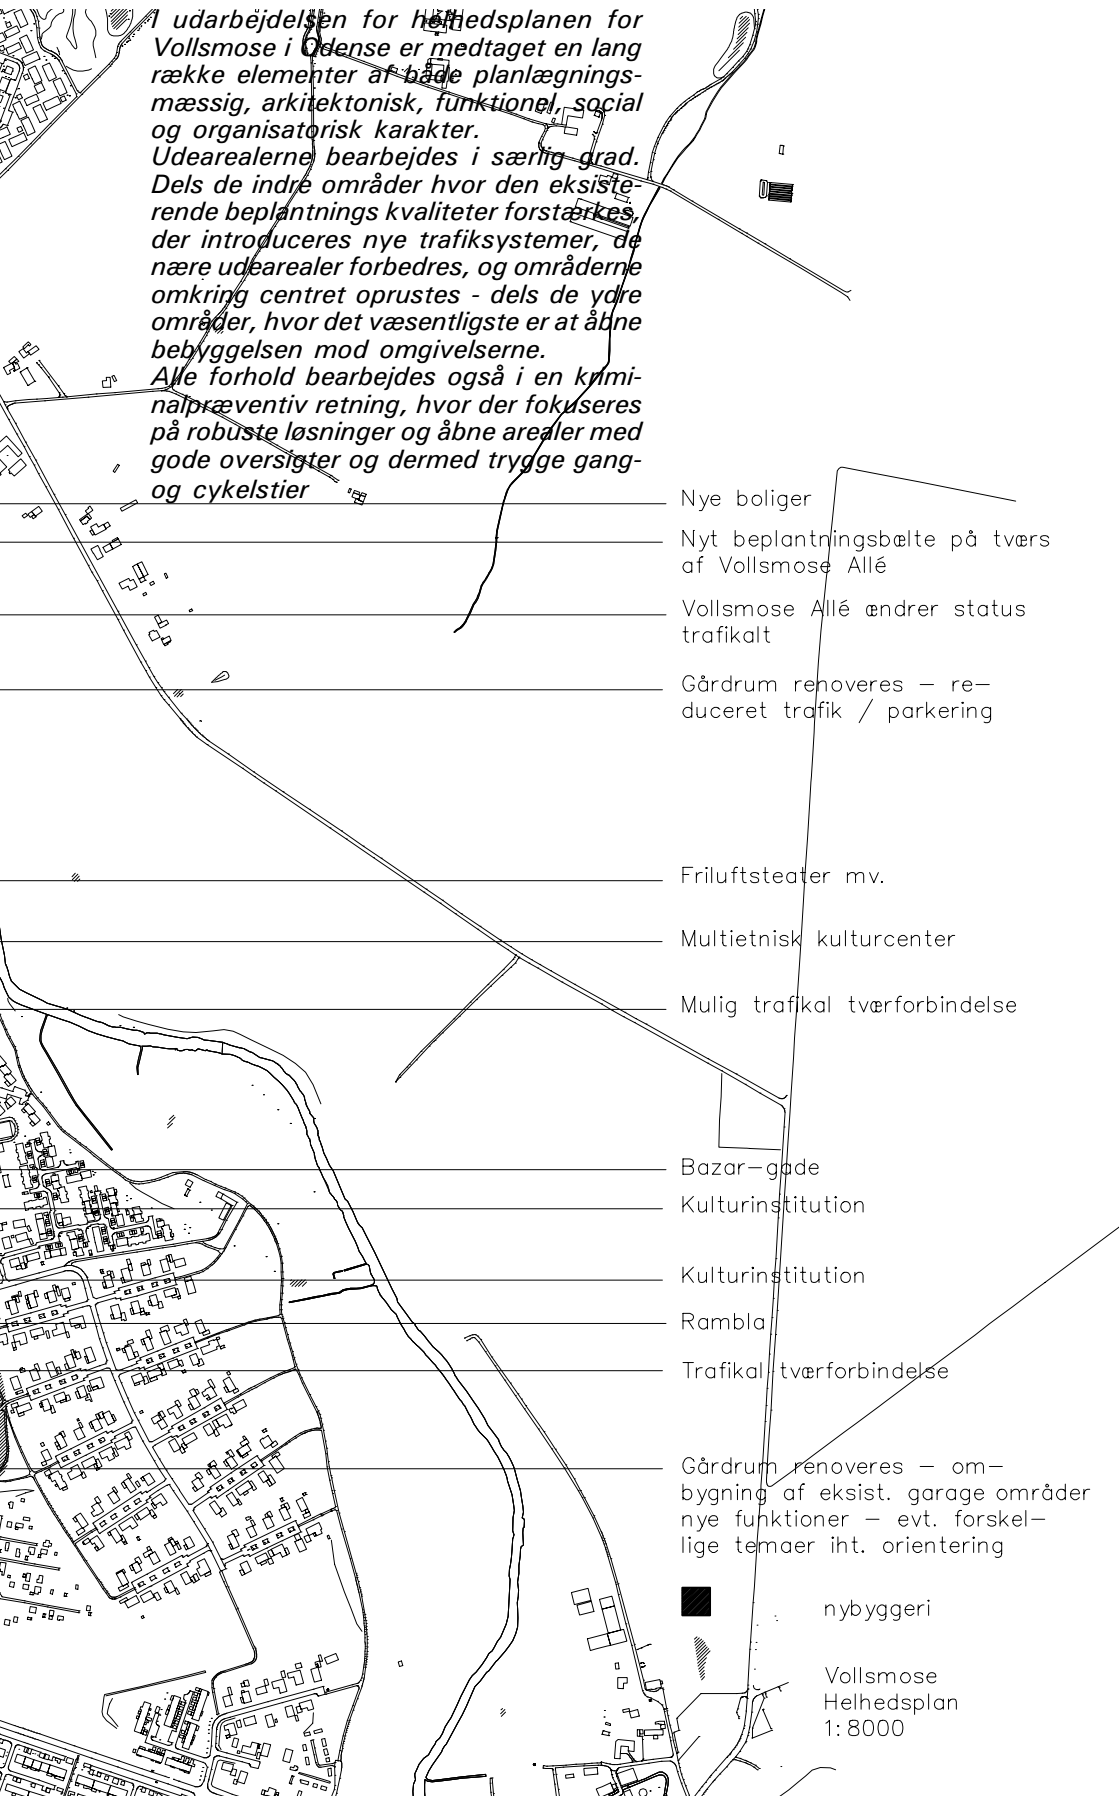 I udarbejdelsen for helhedsplanen for
Vollsmose i Odense er medtaget en lang
række elementer af både planlægnings-
mæssig, arkitektonisk, funktionel, social
og organisatorisk karakter.
Udearealerne bearbejdes i særlig grad.
Dels de indre områder hvor den eksiste-
rende beplantnings kvaliteter forstærkes,
der introduceres nye trafiksystemer, de
nære udearealer forbedres, og områderne
omkring centret oprustes - dels de ydre
områder, hvor det væsentligste er at åbne
bebyggelsen mod omgivelserne.
Alle forhold bearbejdes også i en krimi-
nalpræventiv retning, hvor der fokuseres
på robuste løsninger og åbne arealer med
gode oversigter og dermed trygge gang-
og cykelstier
Nye boliger
Nyt beplantningsbælte på tværs
af Vollsmose Allé
Vollsmose Allé ændrer status
trafikalt
Gårdrum renoveres – re–
duceret trafik / parkering
Friluftsteater mv.
Multietnisk kulturcenter
Mulig trafikal tværforbindelse
Bazar–gade
Kulturinstitution
Kulturinstitution
Rambla
Trafikal tværforbindelse
Gårdrum renoveres – om–
bygning af eksist. garage områder
nye funktioner – evt. forskel–
lige temaer iht. orientering
nybyggeri
Vollsmose
Helhedsplan
1:8000